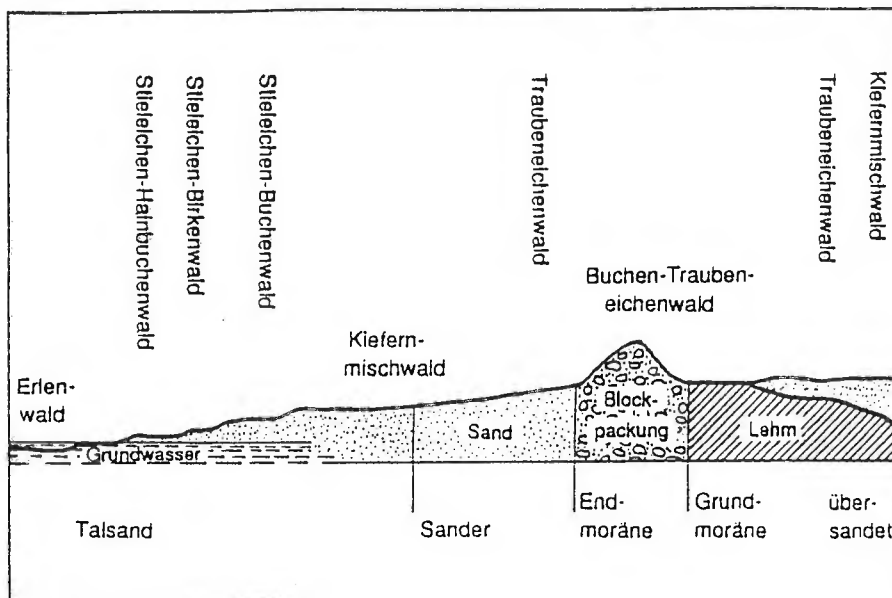 Stieleichen-Hainbuchenwald
Stieleichen-Birkenwald
Stieleichen-Buchenwald
Traubeneichenwald
Traubeneichenwald
Kiefernmischwald
Buchen-Trauben-
eichenwald
Kiefern-
mischwald
Erlen-
wald
Grundwasser
Sand
Block-
packung
Lehm
Talsand
Sander
End-
moräne
Grund-
moräne
über-
sandet